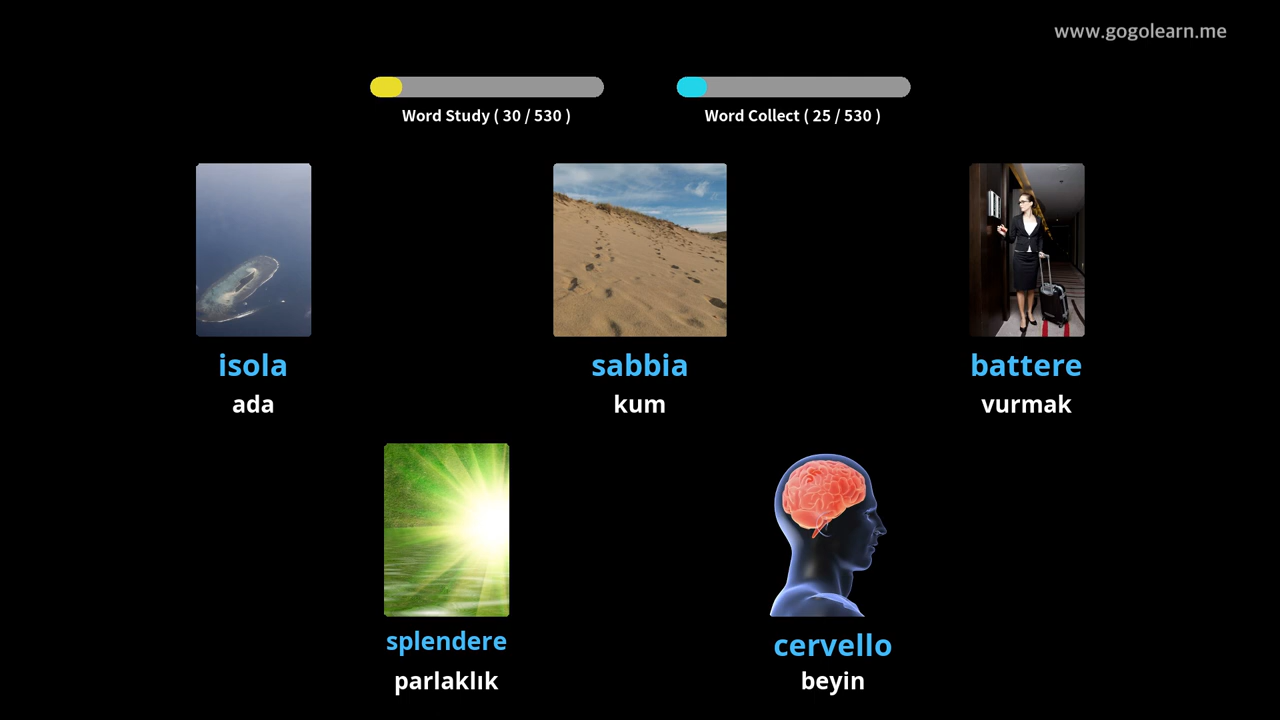 www.gogolearn.me
Word Study ( 30 / 530 )
Word Collect ( 25 / 530 )
isola
ada
sabbia
kum
battere
vurmak
splendere
parlaklık
cervello
beyin